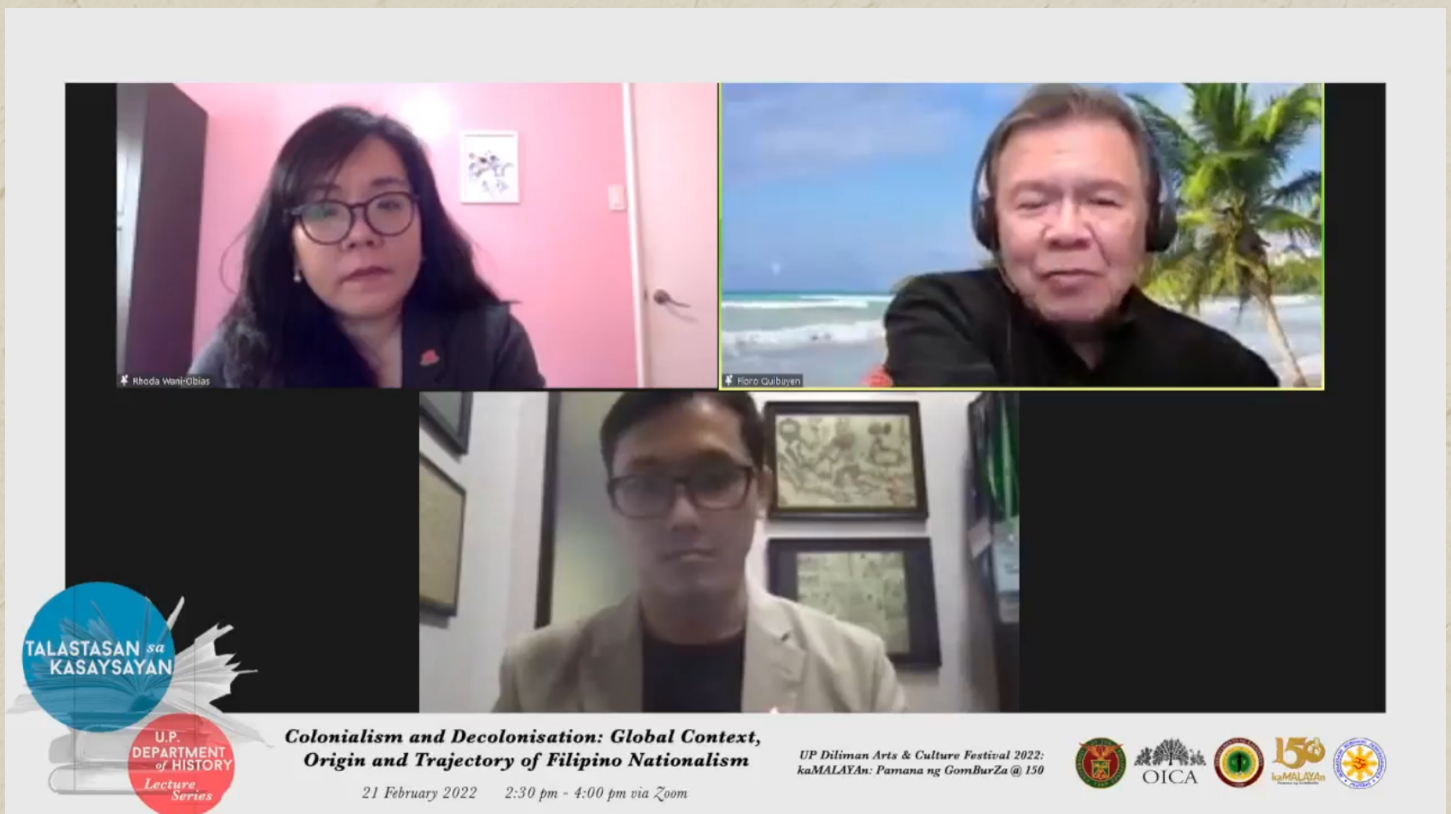 Rhoda Wani-Obias
Floro Quibuyen
TALASTASAN sa
KASAYSAYAN
U.P.
DEPARTMENT
of HISTORY
Lecture
Series
Colonialism and Decolonisation: Global Context,
Origin and Trajectory of Filipino Nationalism
21 February 2022 2:30 pm - 4:00 pm via Zoom
UP Diliman Arts & Culture Festival 2022:
kaMALAYAn: Pamana ng GomBurZa @ 150
OICA
150
kaMALAYAn